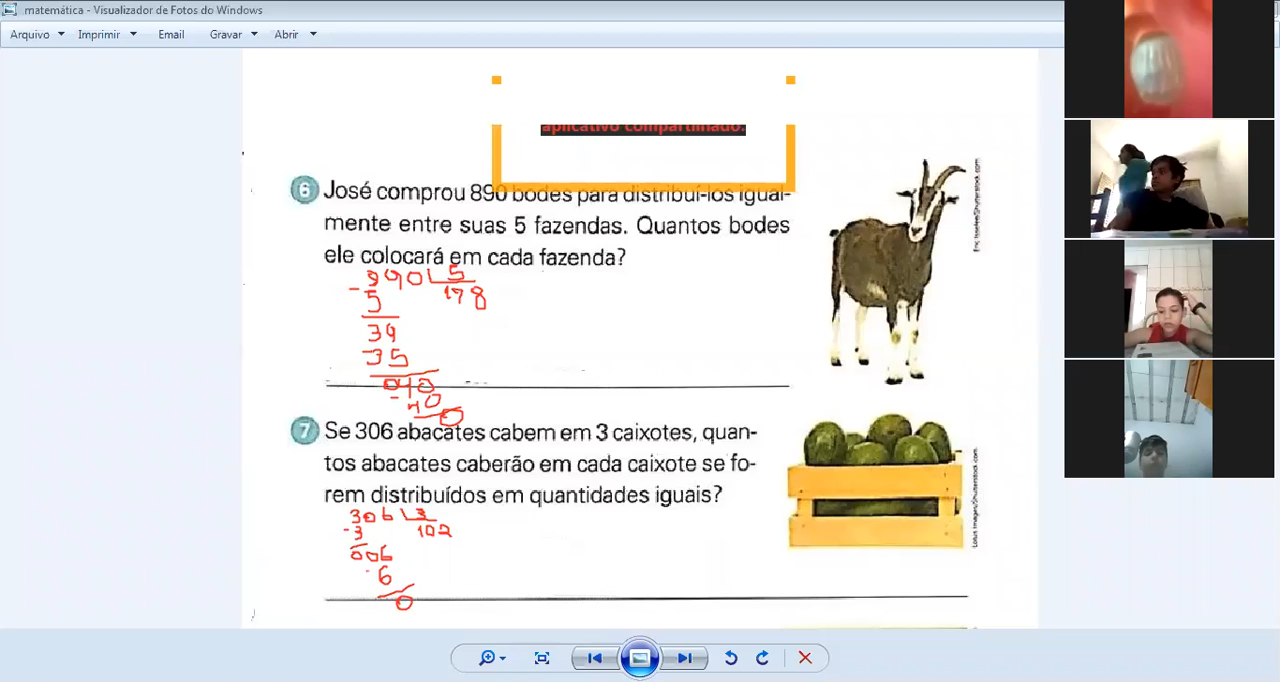 matemática - Visualizador de Fotos do Windows
Arquivo Imprimir Email Gravar Abrir
aplicativo compartilhado.
6 José comprou 890 bodes para distribuí-los igual-
mente entre suas 5 fazendas. Quantos bodes
ele colocará em cada fazenda?
890 5
- 5 178
39
-35
040
- 40
0
7 Se 306 abacates cabem em 3 caixotes, quan-
tos abacates caberão em cada caixote se fo-
rem distribuídos em quantidades iguais?
306 3
-3 102
006
- 6
0